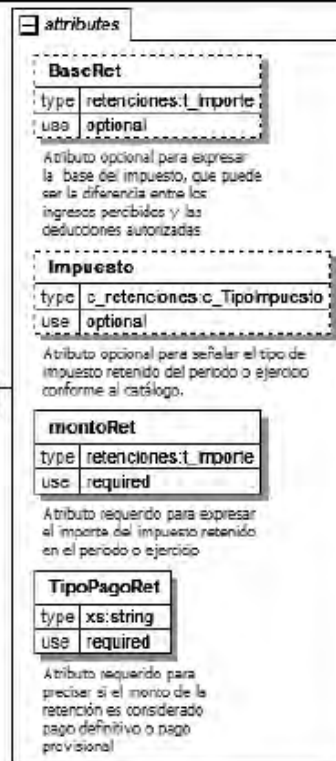 attributes
BaseRet
type retenciones:t_Importe
use optional
Atributo opcional para expresar
la base del impuesto, que puede
ser la diferencia entre los
ingresos percibidos y las
deducciones autorizadas
Impuesto
type c_retenciones:c_TipoImpuesto
use optional
Atributo opcional para señalar el tipo de
impuesto retenido del periodo o ejercicio
conforme al catálogo.
montoRet
type retenciones:t_Importe
use required
Atributo requerido para expresar
el importe del impuesto retenido
en el periodo o ejercicio
TipoPagoRet
type xs:string
use required
Atributo requerido para
precisar si el monto de la
retención es considerado
pago definitivo o pago
provisional